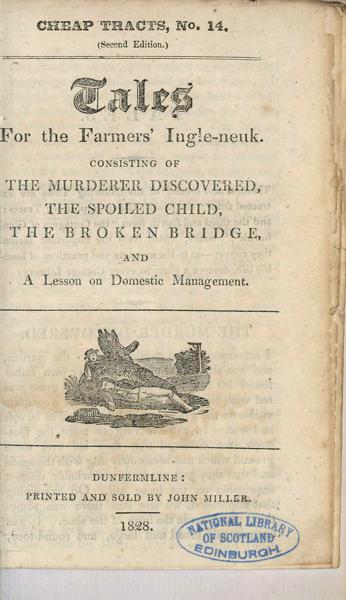 CHEAP TRACTS, No. 14.
(Second Edition.)
Tales
For the Farmers' Ingle-neuk.
CONSISTING OF
THE MURDERER DISCOVERED,
THE SPOILED CHILD,
THE BROKEN BRIDGE,
AND
A Lesson on Domestic Management.
DUNFERMLINE:
PRINTED AND SOLD BY JOHN MILLER.
1828.
NATIONAL LIBRARY
OF SCOTLAND
EDINBURGH